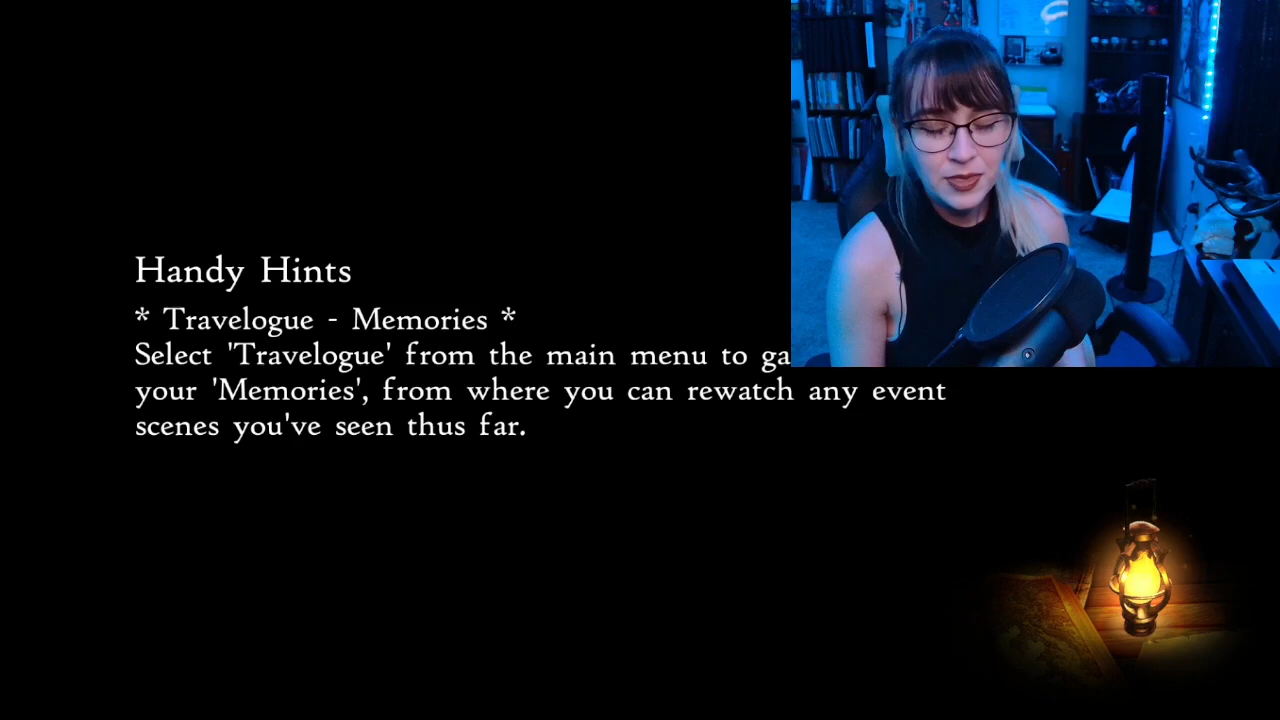 Handy Hints
* Travelogue - Memories *
Select 'Travelogue' from the main menu to
your 'Memories', from where you can rewatch any event
scenes you've seen thus far.